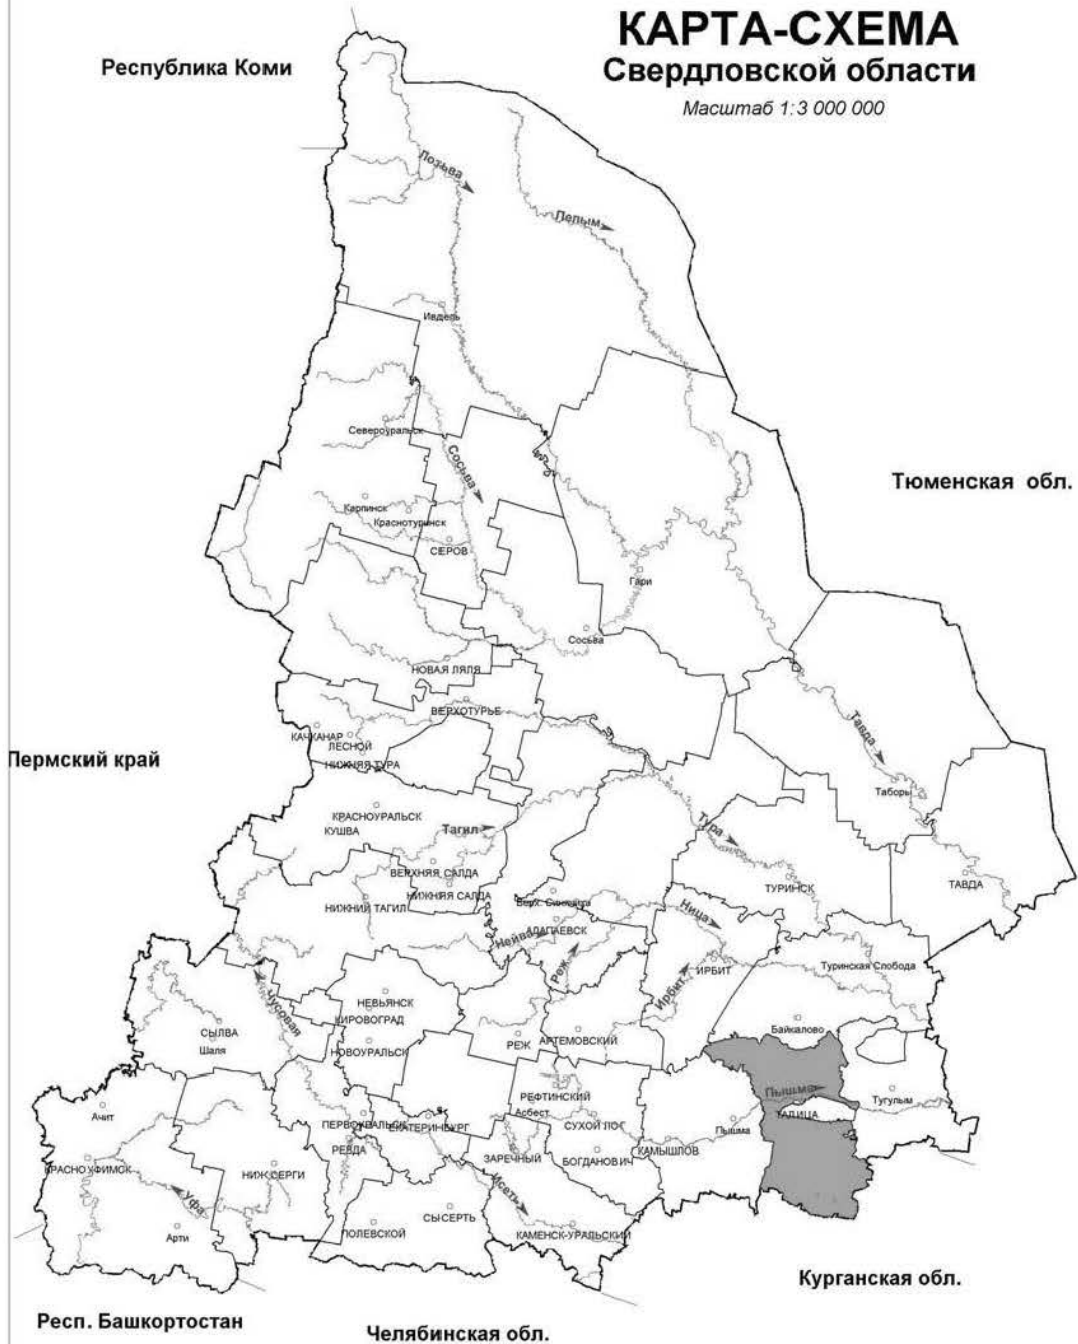 КАРТА-СХЕМА
Свердловской области
Масштаб 1:3 000 000
Республика Коми
Лозьва
Пелым
Ивдель
Североуральск
Сосьва
Тюменская обл.
Карпинск
Краснотуринск
СЕРОВ
Гари
Сосьва
НОВАЯ ЛЯЛЯ
ВЕРХОТУРЬЕ
КАЧКАНАР
ЛЕСНОЙ
НИЖНЯЯ ТУРА
Пермский край
Тавда
Таборы
КРАСНОУРАЛЬСК
КУШВА
Тагил
Тура
ВЕРХНЯЯ САЛДА
НИЖНЯЯ САЛДА
НИЖНИЙ ТАГИЛ
ТУРИНСК
ТАВДА
Верх. Синячиха
Ница
АЛАПАЕВСК
Нейва
Реж
Ирбит
ИРБИТ
Туринская Слобода
Чусовая
НЕВЬЯНСК
КИРОВОГРАД
СЫЛВА
Шаля
НОВОУРАЛЬСК
РЕЖ
АРТЕМОВСКИЙ
Байкалово
Пышма
Тугулым
ТАЛИЦА
РЕФТИНСКИЙ
Асбест
СУХОЙ ЛОГ
Пышма
Ачит
ПЕРВОУРАЛЬСК
ЕКАТЕРИНБУРГ
РЕВДА
ЗАРЕЧНЫЙ
БОГДАНОВИЧ
КАМЫШЛОВ
КРАСНОУФИМСК
НИЖ.СЕРГИ
Уфа
Исеть
Арти
СЫСЕРТЬ
ПОЛЕВСКОЙ
КАМЕНСК-УРАЛЬСКИЙ
Курганская обл.
Респ. Башкортостан
Челябинская обл.